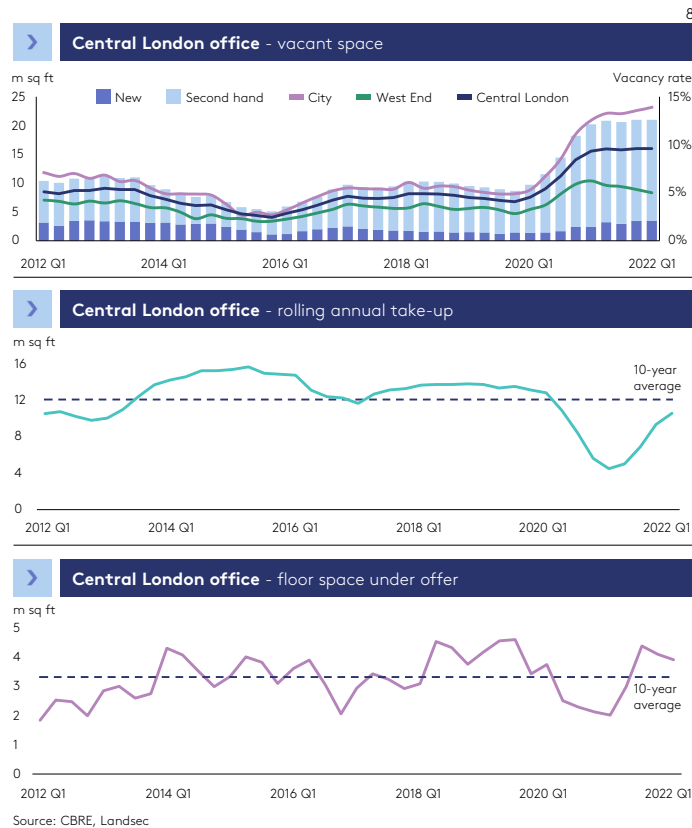 8
Central London office - vacant space
m sq ft
Vacancy rate
New
Second hand
City
West End
Central London
25
20
15
10
5
0
15%
10%
5%
0%
2012 Q1
2014 Q1
2016 Q1
2018 Q1
2020 Q1
2022 Q1
Central London office - rolling annual take-up
m sq ft
16
12
8
4
0
10-year
average
2012 Q1
2014 Q1
2016 Q1
2018 Q1
2020 Q1
2022 Q1
Central London office - floor space under offer
m sq ft
5
4
3
2
1
0
10-year
average
2012 Q1
2014 Q1
2016 Q1
2018 Q1
2020 Q1
2022 Q1
Source: CBRE, Landsec